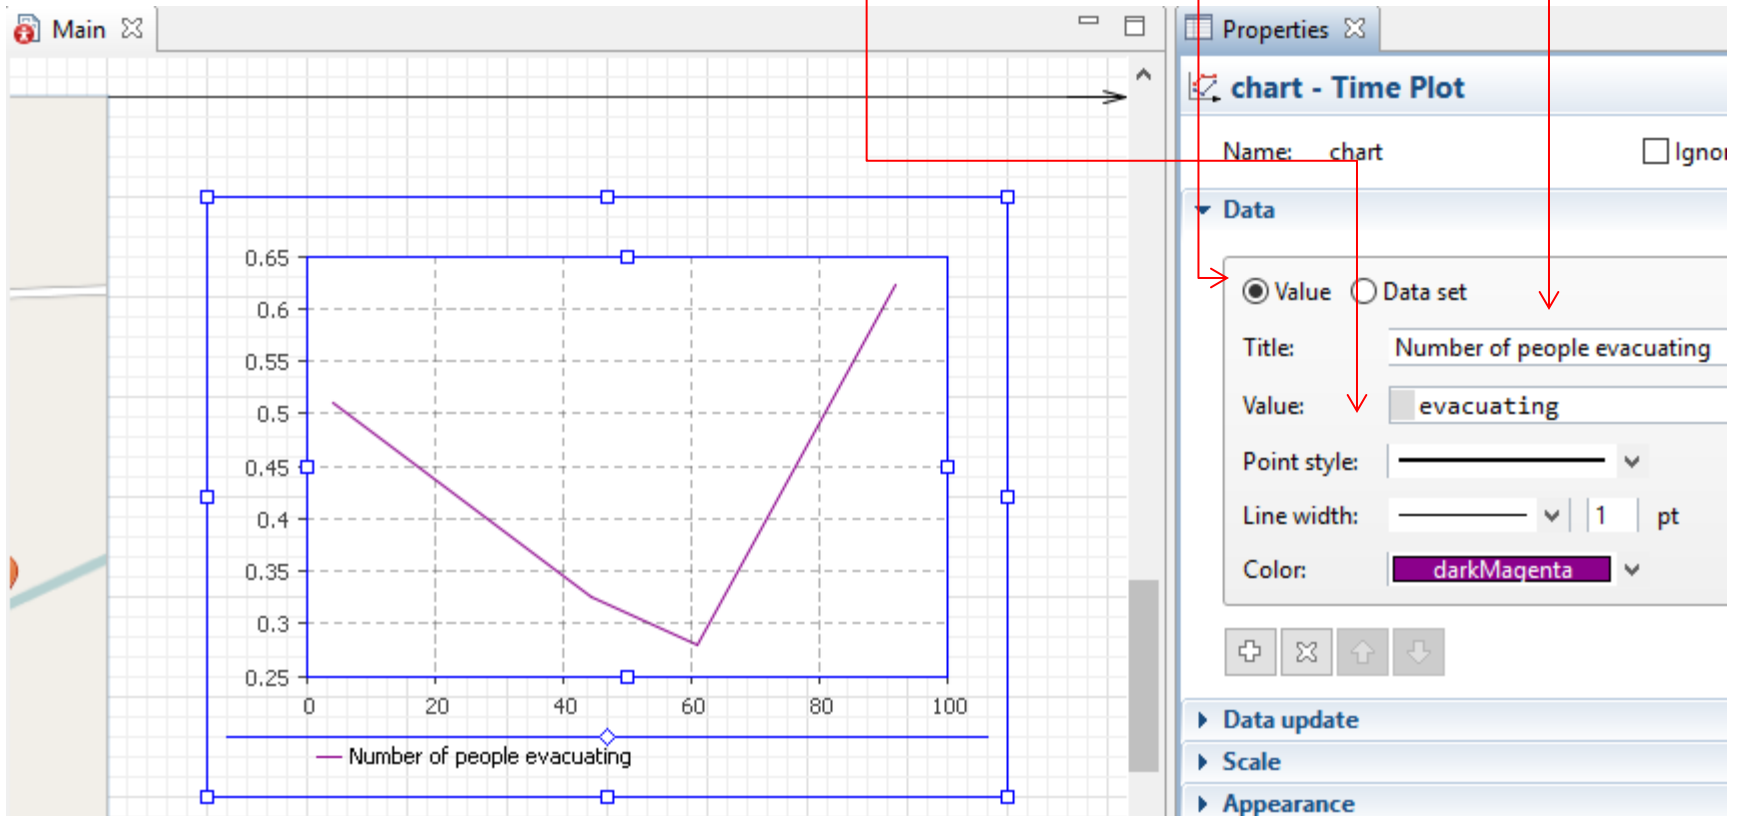 Main
Properties
chart - Time Plot
Name: chart Ignor
Data
Value Data set
Title: Number of people evacuating
Value: evacuating
Point style:
Line width: 1 pt
Color: darkMagenta
Data update
Scale
Appearance
0.65
0.6
0.55
0.5
0.45
0.4
0.35
0.3
0.25
0 20 40 60 80 100
Number of people evacuating